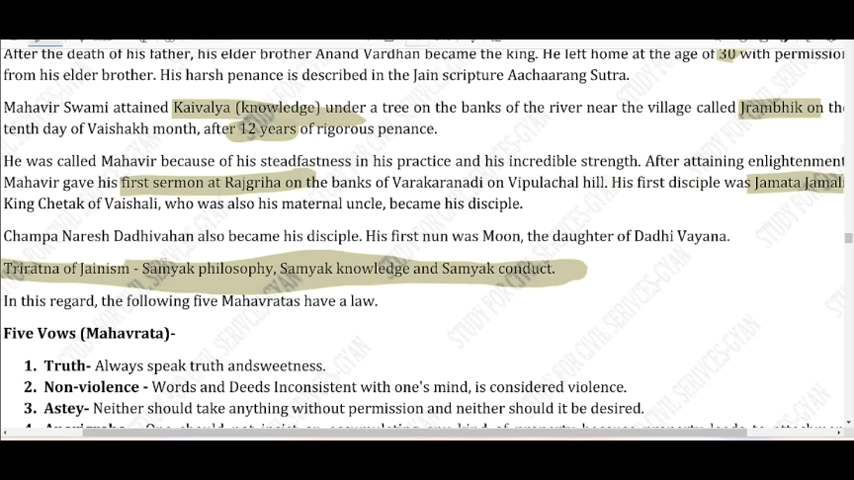 After the death of his father, his elder brother Anand Vardhan became the king. He left home at the age of 30 with permission
from his elder brother. His harsh penance is described in the Jain scripture Aachaarang Sutra.
Mahavir Swami attained Kaivalya (knowledge) under a tree on the banks of the river near the village called Jrambhik on the
tenth day of Vaishakh month, after 12 years of rigorous penance.
He was called Mahavir because of his steadfastness in his practice and his incredible strength. After attaining enlightenment
Mahavir gave his first sermon at Rajgriha on the banks of Varakaranadi on Vipulachal hill. His first disciple was Jamata Jamali
King Chetak of Vaishali, who was also his maternal uncle, became his disciple.
Champa Naresh Dadhivahan also became his disciple. His first nun was Moon, the daughter of Dadhi Vayana.
Triratna of Jainism - Samyak philosophy, Samyak knowledge and Samyak conduct.
In this regard, the following five Mahavratas have a law.
Five Vows (Mahavrata)-
1. Truth- Always speak truth andsweetness.
2. Non-violence - Words and Deeds Inconsistent with one's mind, is considered violence.
3. Astey- Neither should take anything without permission and neither should it be desired.
STUDY FOR CIVIL SERVCES-GYAN